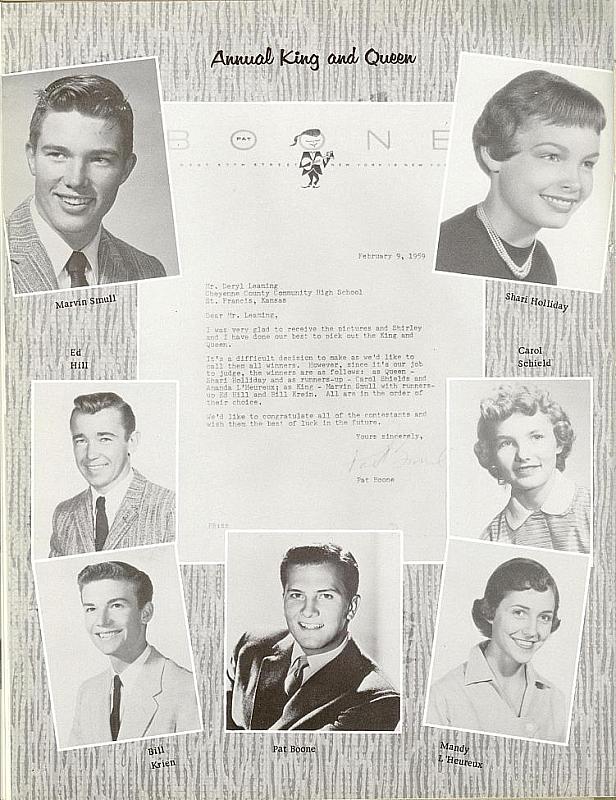 Annual King and Queen
BOONE
PAT
February 9, 1959
Mr. Deryl Leaming
Cheyenne County Community High School
St. Francis, Kansas
Dear Mr. Leaming,
I was very glad to receive the pictures and Shirley
and I have done our best to pick out the King and
Queen.
It's a difficult decision to make as we'd like to
call them all winners. However, since it's our job
to judge, the winners are as follows: as Queen -
Shari Holliday and as runners-up - Carol Shields and
Amanda L'Heureux; as King - Marvin Smull with runners-
up Ed Hill and Bill Krein. All are in the order of
their choice.
We'd like to congratulate all of the contestants and
wish them the best of luck in the future.
Yours sincerely,
Pat Boone
Marvin Smull
Shari Holliday
Ed
Hill
Carol
Schield
Bill
Krien
Pat Boone
Mandy
L'Heureux